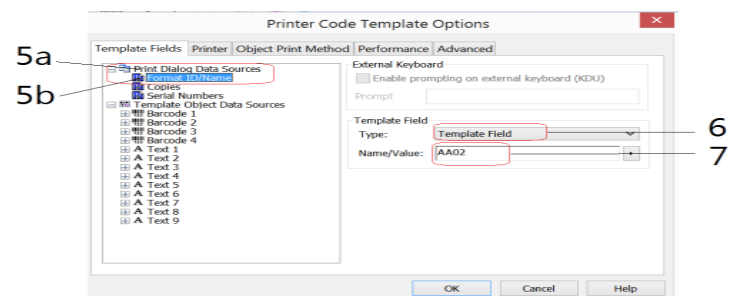 Printer Code Template Options
Template Fields Printer Object Print Method Performance Advanced
5a
Print Dialog Data Sources
5b
Format ID/Name
Copies
Serial Numbers
Template Object Data Sources
Barcode 1
Barcode 2
Barcode 3
Barcode 4
A Text 1
A Text 2
A Text 3
A Text 4
A Text 5
A Text 6
A Text 7
A Text 8
A Text 9
External Keyboard
Enable prompting on external keyboard (KDU)
Prompt
Template Field
Type: Template Field
6
Name/Value: AA02
7
OK Cancel Help